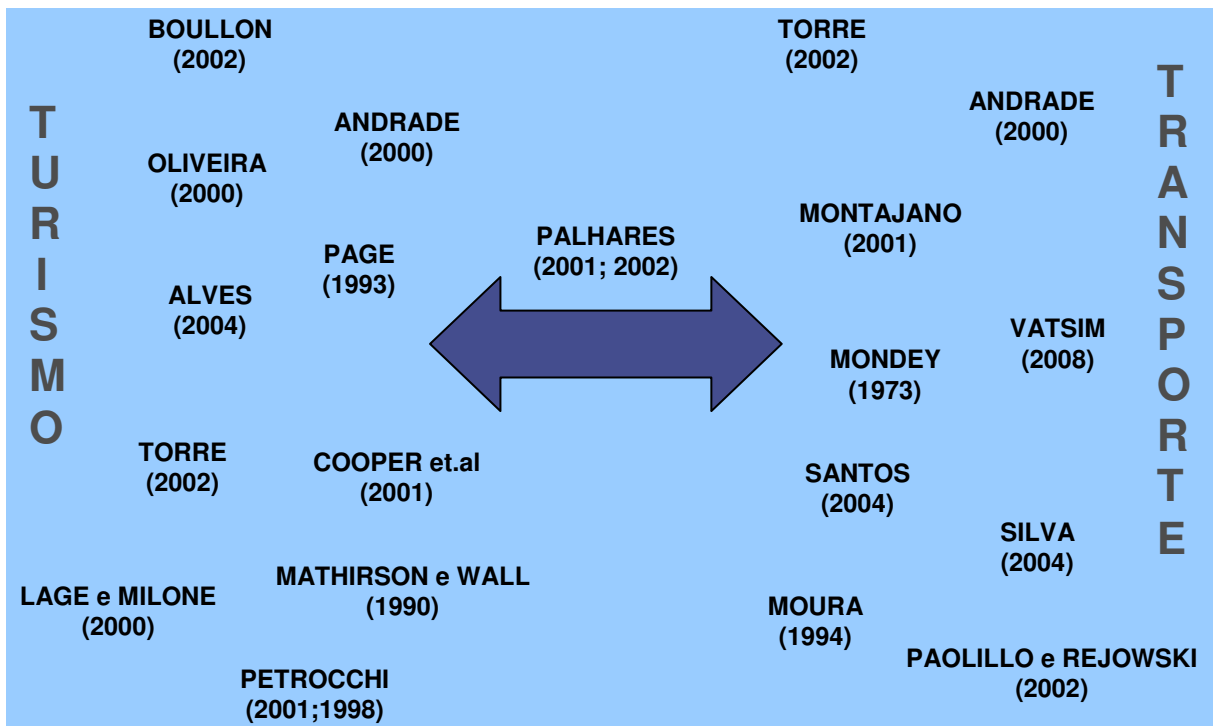 TURISMO
BOULLON
(2002)
ANDRADE
(2000)
OLIVEIRA
(2000)
PAGE
(1993)
ALVES
(2004)
TORRE
(2002)
COOPER et.al
(2001)
MATHIRSON e WALL
(1990)
LAGE e MILONE
(2000)
PETROCCHI
(2001;1998)
PALHARES
(2001; 2002)
TORRE
(2002)
ANDRADE
(2000)
MONTAJANO
(2001)
VATSIM
(2008)
MONDEY
(1973)
SANTOS
(2004)
SILVA
(2004)
MOURA
(1994)
PAOLILLO e REJOWSKI
(2002)
TRANSPORTE